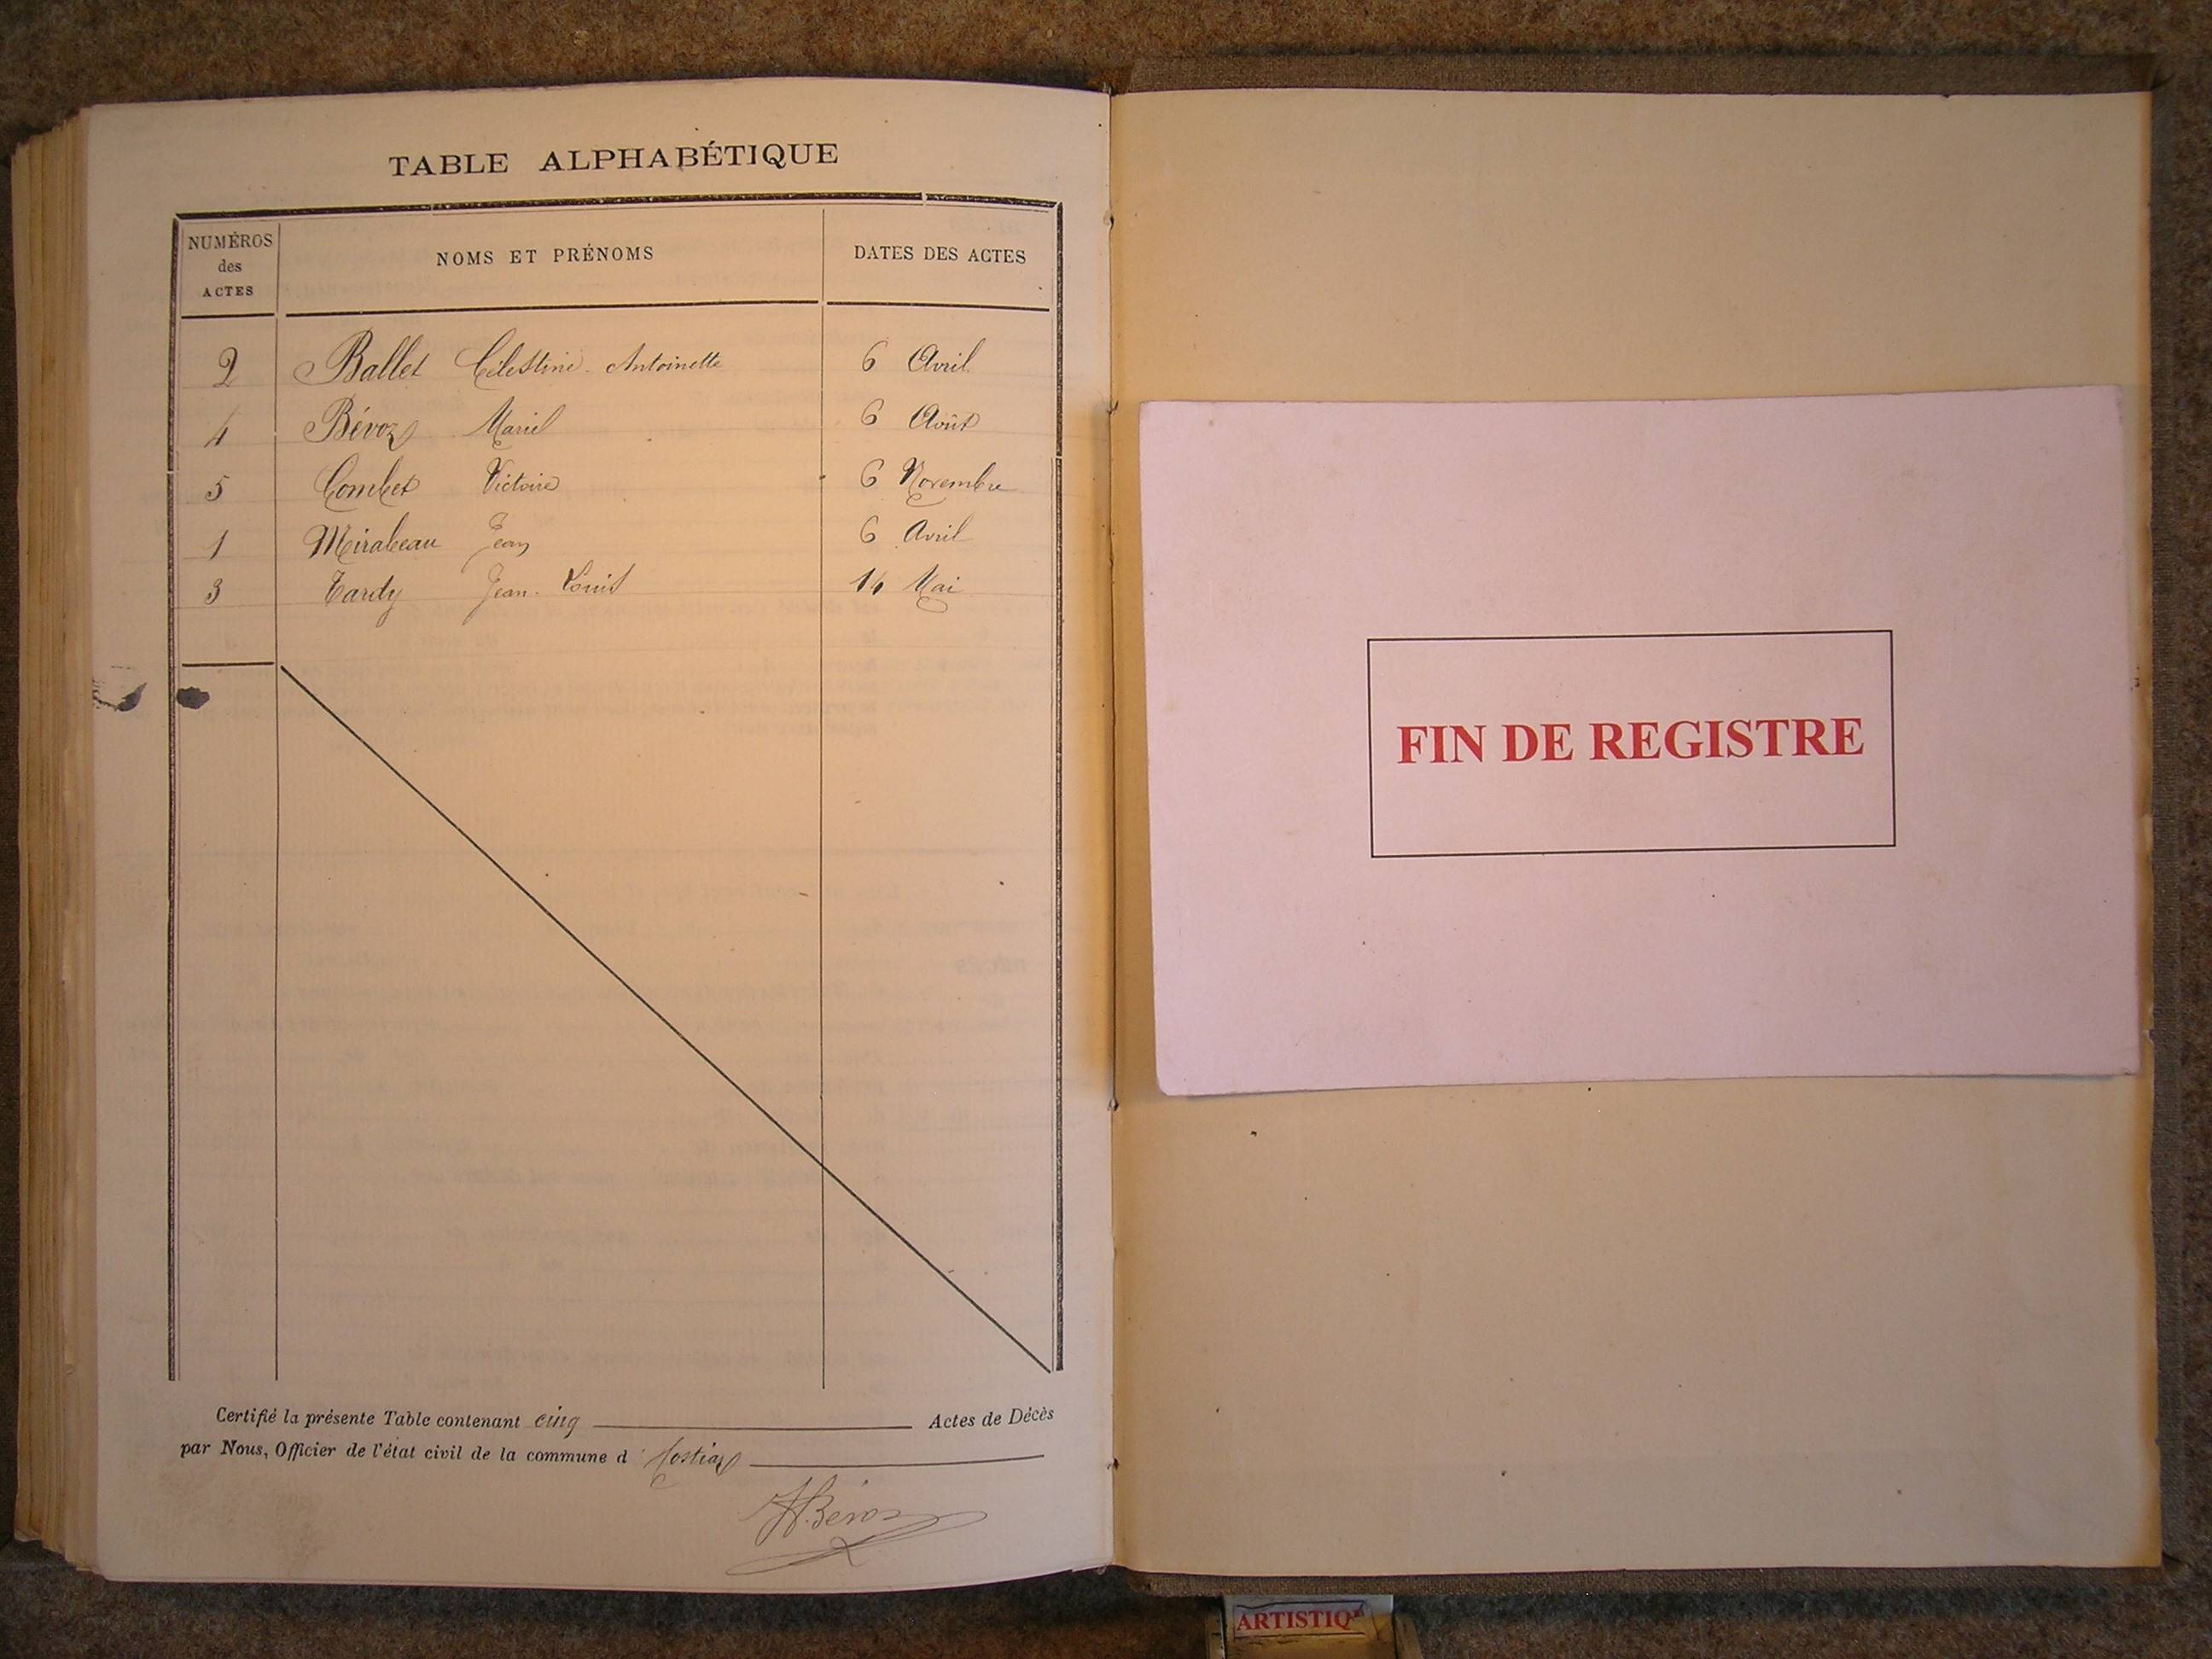 TABLE ALPHABÉTIQUE
NUMÉROS
des
ACTES
NOMS ET PRÉNOMS
DATES DES ACTES
2 Ballet Célestine Antoinette 6 Avril
4 Bévoz 6 Août
5 Combet Victoire 6 Novembre
1 Mirabeau Jean 6 Avril
3 Tardy Jean-Louis 14 Mai
Certifié la présente Table contenant cinq Actes de Décès
par Nous, Officier de l'état civil de la commune d
Bévoz
FIN DE REGISTRE
ARTISTIQ